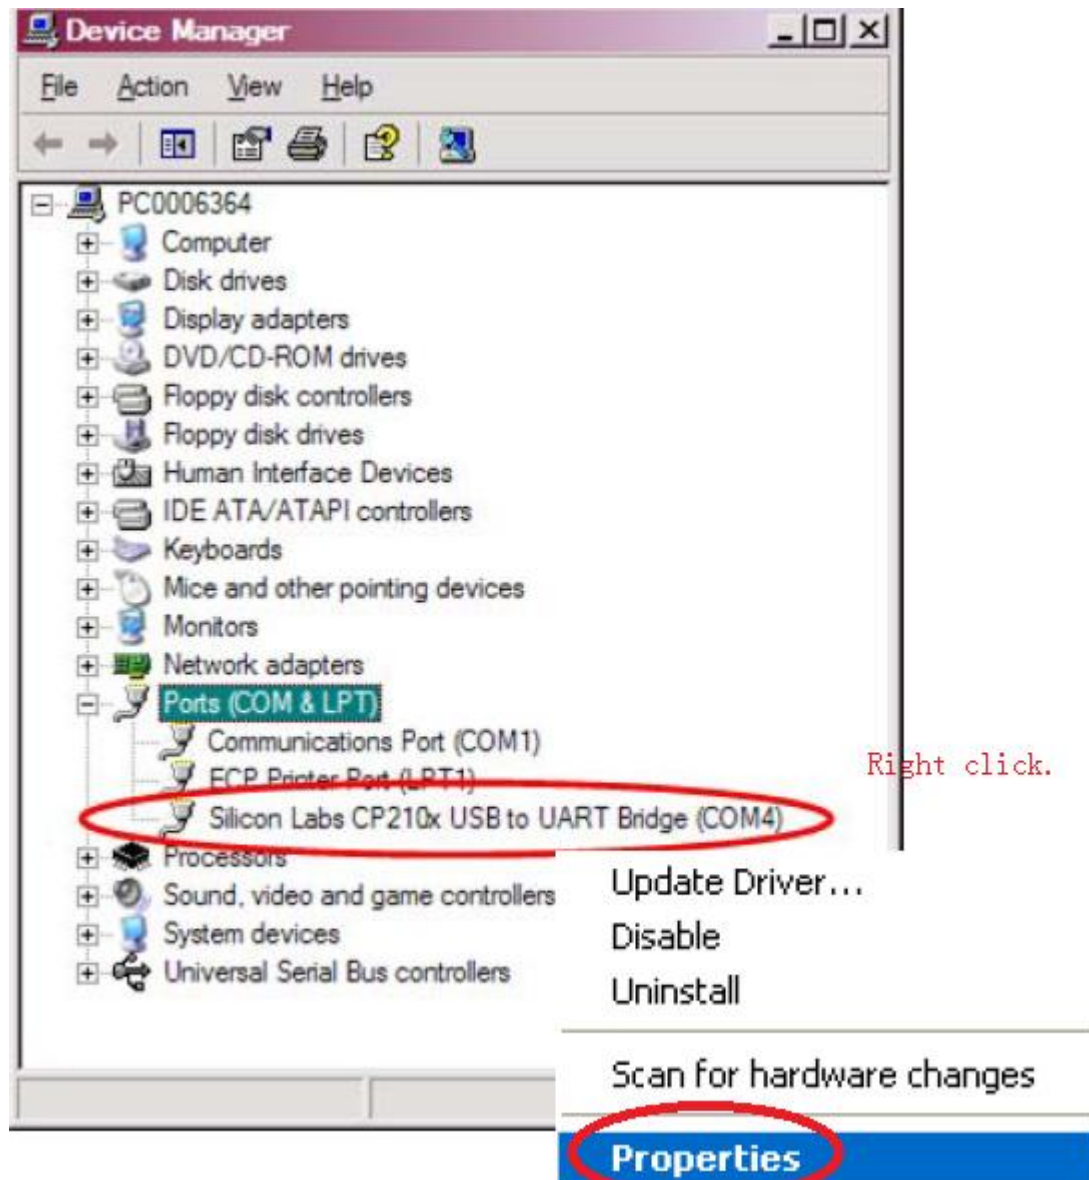 Device Manager
File Action View Help
PC0006364
Computer
Disk drives
Display adapters
DVD/CD-ROM drives
Floppy disk controllers
Floppy disk drives
Human Interface Devices
IDE ATA/ATAPI controllers
Keyboards
Mice and other pointing devices
Monitors
Network adapters
Ports (COM & LPT)
Communications Port (COM1)
ECP Printer Port (LPT1)
Silicon Labs CP210x USB to UART Bridge (COM4)
Processors
Sound, video and game controllers
System devices
Universal Serial Bus controllers
Right click.
Update Driver...
Disable
Uninstall
Scan for hardware changes
Properties